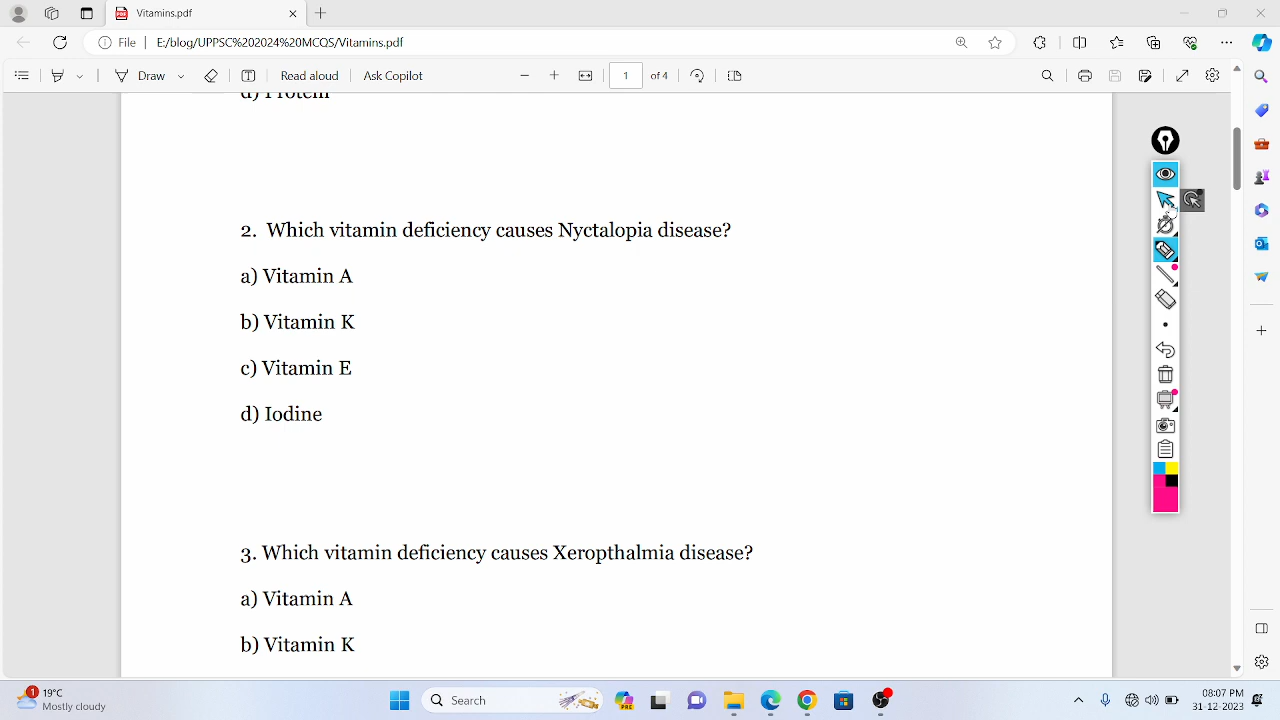 Vitamins.pdf
File | E:/blog/UPPSC%202024%20MCQS/Vitamins.pdf
Draw Read aloud Ask Copilot 1 of 4
d) Protein
2. Which vitamin deficiency causes Nyctalopia disease?
a) Vitamin A
b) Vitamin K
c) Vitamin E
d) Iodine
3. Which vitamin deficiency causes Xeropthalmia disease?
a) Vitamin A
b) Vitamin K
1 19°C
Mostly cloudy
Search
PRE
08:07 PM
31-12-2023